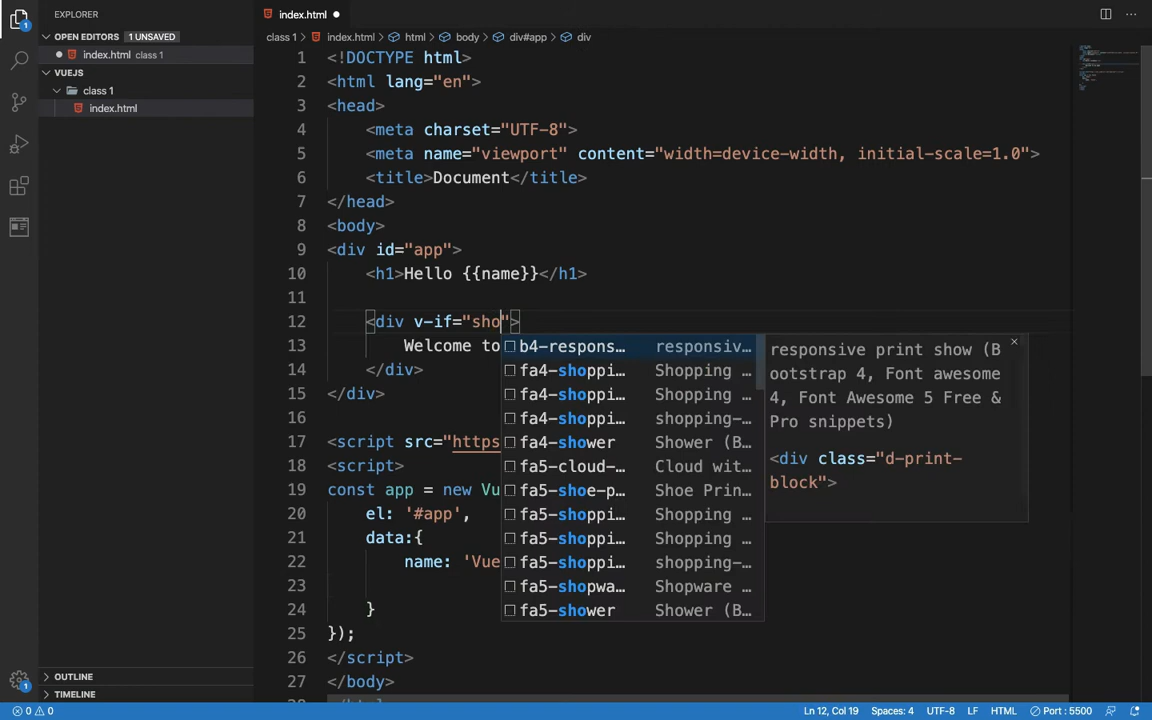 EXPLORER
OPEN EDITORS 1 UNSAVED
index.html class 1
VUEJS
class 1
index.html
OUTLINE
TIMELINE
index.html
class 1 > index.html > html > body > div#app > div
1 <!DOCTYPE html>
2 <html lang="en">
3 <head>
4 <meta charset="UTF-8">
5 <meta name="viewport" content="width=device-width, initial-scale=1.0">
6 <title>Document</title>
7 </head>
8 <body>
9 <div id="app">
10 <h1>Hello {{name}}</h1>
11
12 <div v-if="sho">
13 Welcome to
14 </div>
15 </div>
16
17 <script src="https
18 <script>
19 const app = new Vu
20 el: '#app',
21 data:{
22 name: 'Vue
23
24 }
25 });
26 </script>
27 </body>
b4-respons… responsiv…
fa4-shoppi… Shopping …
fa4-shoppi… Shopping …
fa4-shoppi… shopping-…
fa4-shower Shower (B…
fa5-cloud-… Cloud wit…
fa5-shoe-p… Shoe Prin…
fa5-shoppi… Shopping …
fa5-shoppi… Shopping …
fa5-shoppi… shopping-…
fa5-shopwa… Shopware …
fa5-shower Shower (B…
responsive print show (B
ootstrap 4, Font awesome
4, Font Awesome 5 Free &
Pro snippets)
<div class="d-print-
block">
1
1
0 0
Ln 12, Col 19 Spaces: 4 UTF-8 LF HTML Port : 5500